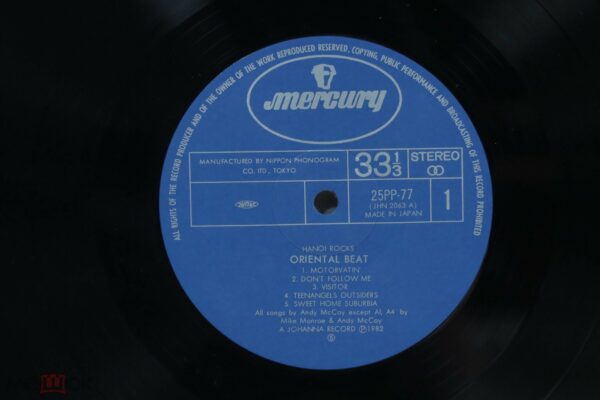 ALL RIGHTS OF THE RECORD PRODUCER AND OF THE OWNER OF THE WORK REPRODUCED RESERVED, COPYING, PUBLIC PERFORMANCE AND BROADCASTING OF THIS RECORD PROHIBITED
mercury
MANUFACTURED BY NIPPON PHONOGRAM
CO. LTD., TOKYO
33 1/3
STEREO
25PP-77
(JHN 2063 A)
MADE IN JAPAN
1
HANOI ROCKS
ORIENTAL BEAT
1. MOTORVATIN'
2. DON'T FOLLOW ME
3. VISITOR
4. TEENANGELS OUTSIDERS
5. SWEET HOME SUBURBIA
All songs by Andy McCoy except A1, A4 by
Mike Monroe & Andy McCoy
A JOHANNA RECORD Ⓟ1982